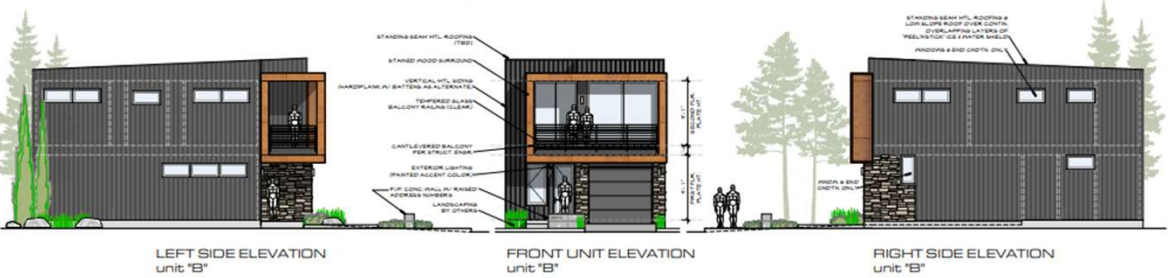 STANDING SEAM MTL. ROOFING
(TBD)
STAINED WOOD SURROUND
VERTICAL MTL SIDING
(HARDIPLANK W/ BATTENS AS ALTERNATE)
TEMPERED GLASS
BALCONY RAILING (CLEAR)
CANTILEVERED BALCONY
PER STRUCT. ENGR.
EXTERIOR LIGHTING
(PAINTED ACCENT COLOR)
P.I.P. CONC. WALL W/ RAISED
ADDRESS NUMBERS
LANDSCAPING
BY OTHERS
SECOND FLR.
PLATE HT.
FIRST FLR.
PLATE HT.
STANDING SEAM MTL. ROOFING &
LOW SLOPE ROOF OVER CONTIN.
OVERLAPPING LAYERS OF
"PEEL N STICK" ICE & WATER SHIELD
WINDOWS @ END CNDTN. ONLY
WINDW @ END
CNDTN ONLY
LEFT SIDE ELEVATION
unit "B"
FRONT UNIT ELEVATION
unit "B"
RIGHT SIDE ELEVATION
unit "B"